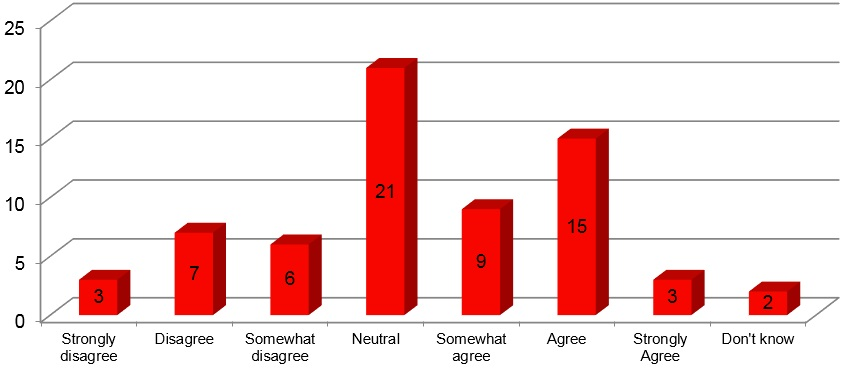 25
20
15
10
5
0
3
7
6
21
9
15
3
2
Strongly
disagree
Disagree
Somewhat
disagree
Neutral
Somewhat
agree
Agree
Strongly
Agree
Don't know